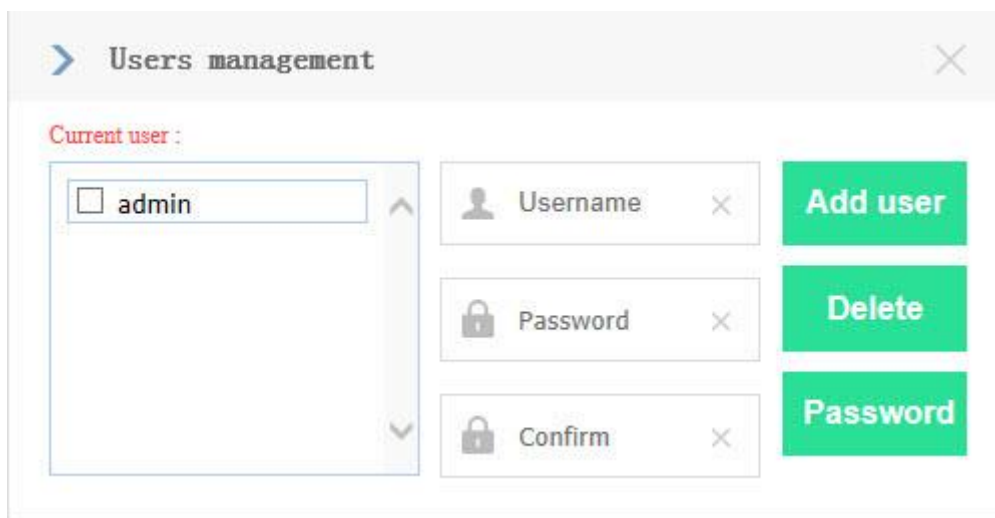 Users management
Current user :
admin
Username
Password
Confirm
Add user
Delete
Password